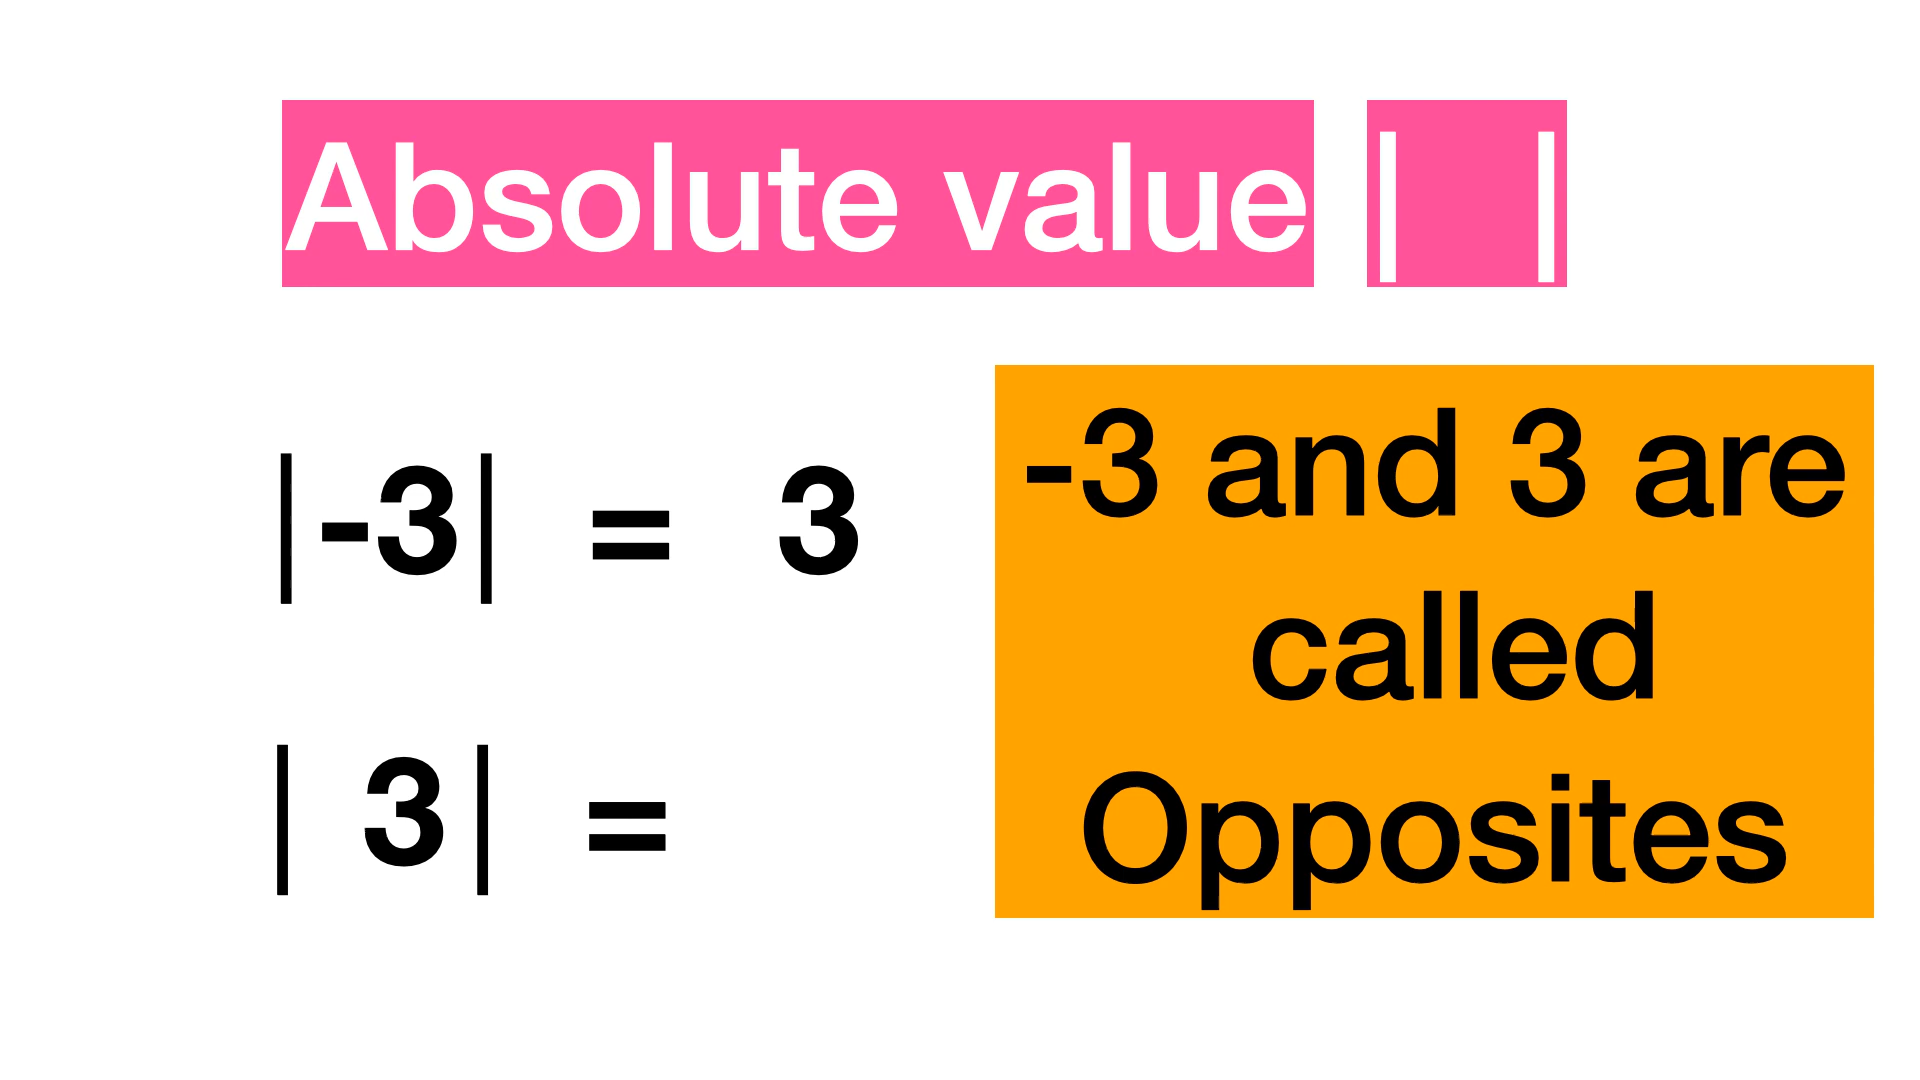 Absolute value |   |
|-3| = 3
| 3| =
-3 and 3 are
called
Opposites